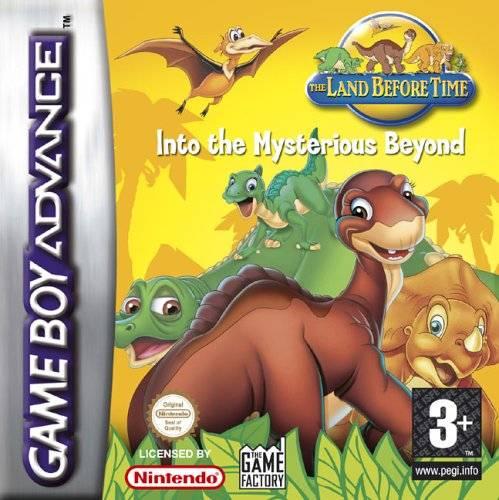 GAME BOY ADVANCE
THE LAND BEFORE TIME
Into the Mysterious Beyond
Original
Nintendo
Seal of
Quality
LICENSED BY
Nintendo
THE
GAME
FACTORY
3+
www.pegi.info